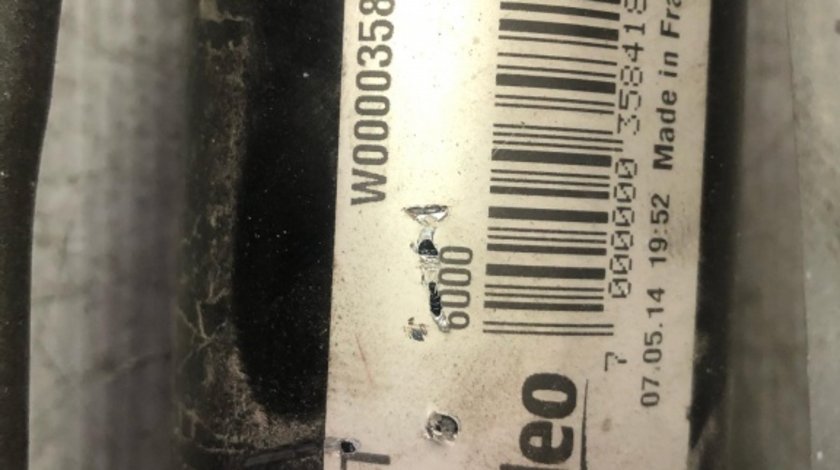 W0000358
6000
7 000000 358418
07.05.14 19:52 Made in Fra
leo